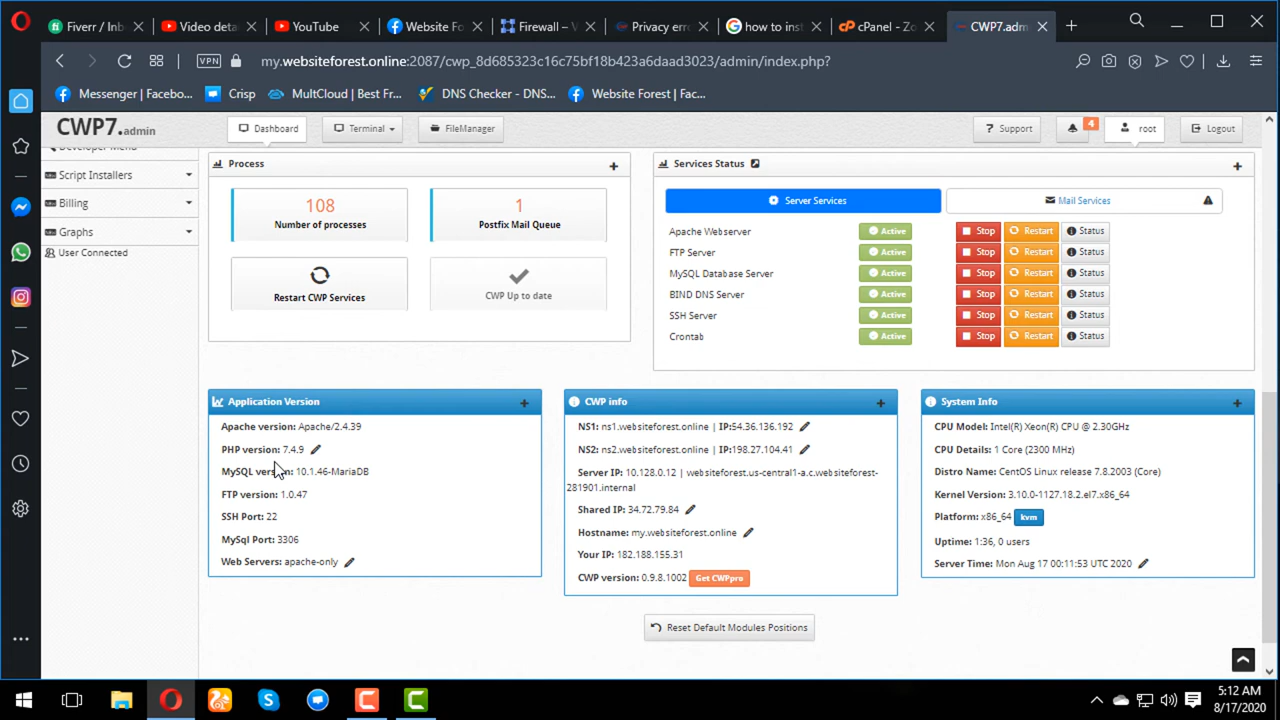 Fiverr / Inb
Video deta
YouTube
Website Fo
Firewall – V
Privacy erro
how to inst
cPanel - Zo
CWP7.adm
VPN
my.websiteforest.online:2087/cwp_8d685323c16c75bf18b423a6daad3023/admin/index.php?
Messenger | Facebo...
Crisp
MultCloud | Best Fr...
DNS Checker - DNS...
Website Forest | Fac...
CWP7.admin
Dashboard
Terminal
FileManager
? Support
4
root
Logout
Developer Menu
Script Installers
Billing
Graphs
User Connected
Process
108
Number of processes
1
Postfix Mail Queue
Restart CWP Services
CWP Up to date
Services Status
Server Services
Mail Services
Apache Webserver Active Stop Restart Status
FTP Server Active Stop Restart Status
MySQL Database Server Active Stop Restart Status
BIND DNS Server Active Stop Restart Status
SSH Server Active Stop Restart Status
Crontab Active Stop Restart Status
Application Version
Apache version: Apache/2.4.39
PHP version: 7.4.9
MySQL version: 10.1.46-MariaDB
FTP version: 1.0.47
SSH Port: 22
MySql Port: 3306
Web Servers: apache-only
CWP info
NS1: ns1.websiteforest.online | IP:54.36.136.192
NS2: ns2.websiteforest.online | IP:198.27.104.41
Server IP: 10.128.0.12 | websiteforest.us-central1-a.c.websiteforest-
281901.internal
Shared IP: 34.72.79.84
Hostname: my.websiteforest.online
Your IP: 182.188.155.31
CWP version: 0.9.8.1002 Get CWPpro
System Info
CPU Model: Intel(R) Xeon(R) CPU @ 2.30GHz
CPU Details: 1 Core (2300 MHz)
Distro Name: CentOS Linux release 7.8.2003 (Core)
Kernel Version: 3.10.0-1127.18.2.el7.x86_64
Platform: x86_64 kvm
Uptime: 1:36, 0 users
Server Time: Mon Aug 17 00:11:53 UTC 2020
Reset Default Modules Positions
5:12 AM
8/17/2020